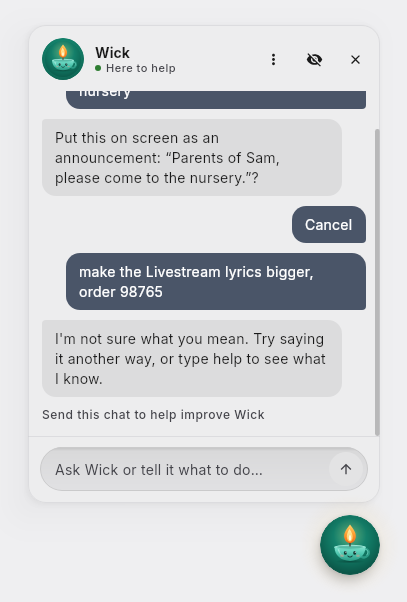 Wick
Here to help
nursery
Put this on screen as an
announcement: “Parents of Sam,
please come to the nursery.”?
Cancel
make the Livestream lyrics bigger,
order 98765
I'm not sure what you mean. Try saying
it another way, or type help to see what
I know.
Send this chat to help improve Wick
Ask Wick or tell it what to do...